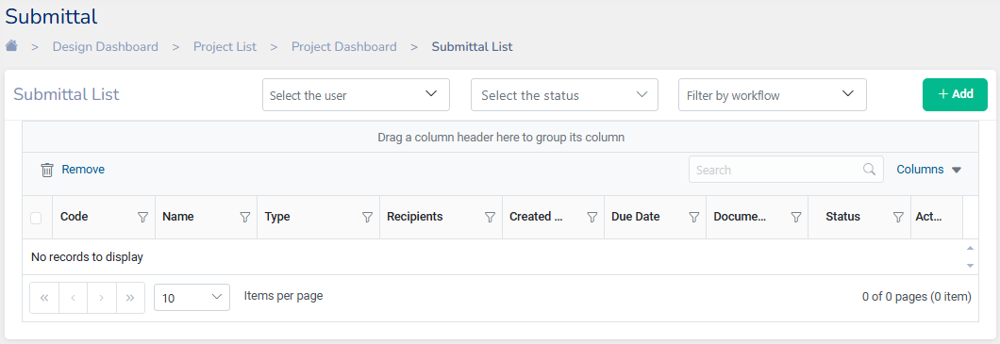 Submittal
> Design Dashboard > Project List > Project Dashboard > Submittal List
Submittal List
Select the user
Select the status
Filter by workflow
+ Add
Drag a column header here to group its column
Remove
Search
Columns
Code
Name
Type
Recipients
Created ...
Due Date
Docume...
Status
Act...
No records to display
10
Items per page
0 of 0 pages (0 item)